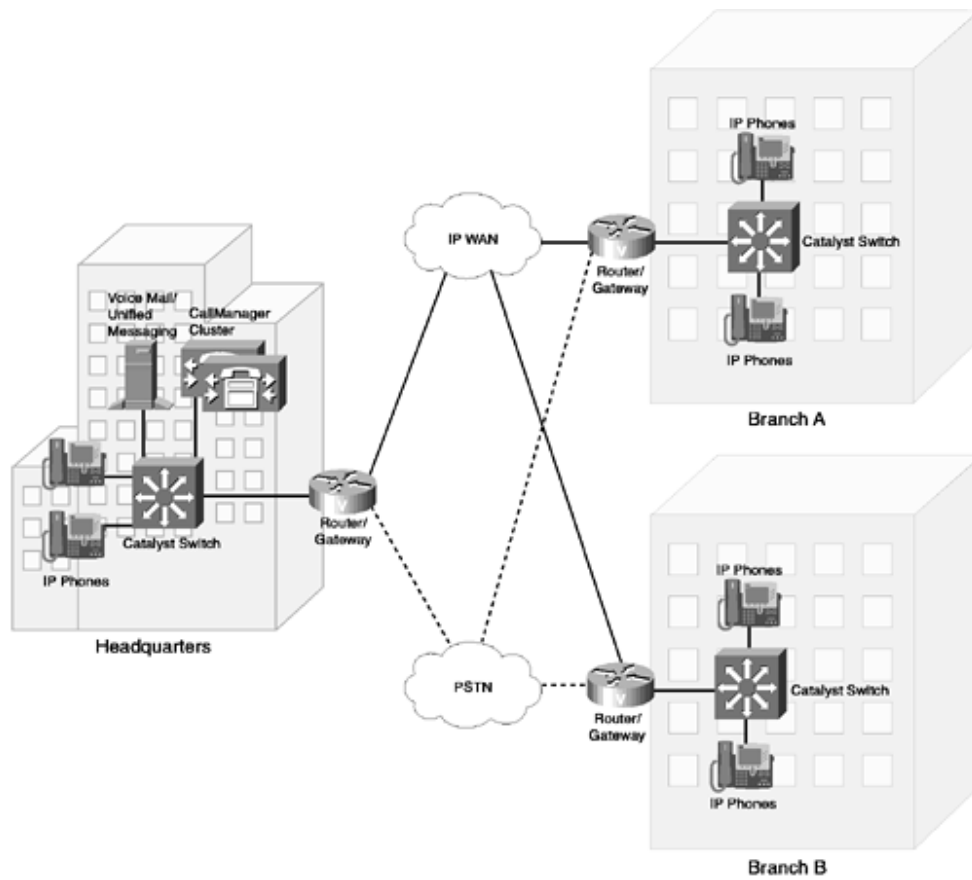 Voice Mail/
Unified
Messaging
CallManager
Cluster
IP Phones
Catalyst Switch
Router/
Gateway
Headquarters
IP WAN
PSTN
Router/
Gateway
IP Phones
Catalyst Switch
IP Phones
Branch A
Router/
Gateway
IP Phones
Catalyst Switch
IP Phones
Branch B
V
V
V